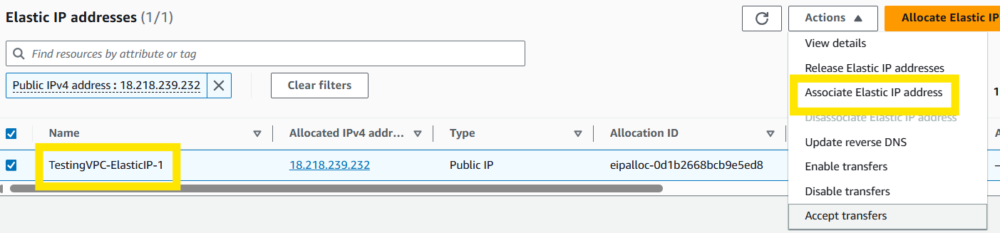 Elastic IP addresses (1/1)
Actions
Allocate Elastic IP
Find resources by attribute or tag
View details
Release Elastic IP addresses
Public IPv4 address : 18.218.239.232
Clear filters
Associate Elastic IP address
1
Disassociate Elastic IP address
Name
Allocated IPv4 addr...
Type
Allocation ID
Update reverse DNS
TestingVPC-ElasticIP-1
18.218.239.232
Public IP
eipalloc-0d1b2668bcb9e5ed8
Enable transfers
Disable transfers
Accept transfers